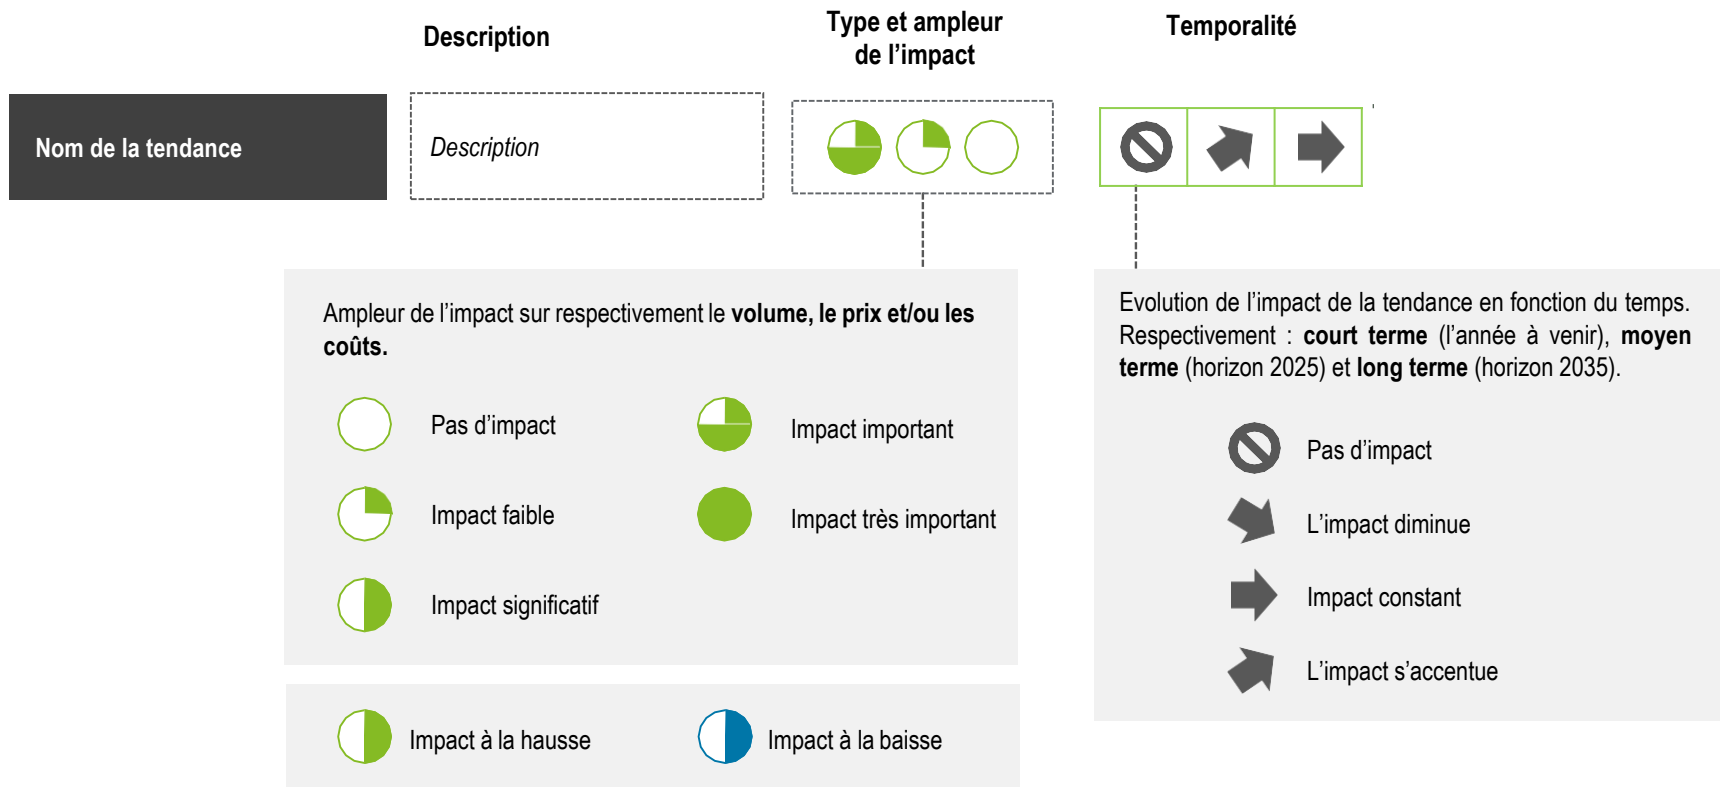 Description
Type et ampleur
de l’impact
Temporalité
Nom de la tendance
Description
Ampleur de l’impact sur respectivement le volume, le prix et/ou les
coûts.
Pas d’impact
Impact important
Impact faible
Impact très important
Impact significatif
Impact à la hausse
Impact à la baisse
Evolution de l’impact de la tendance en fonction du temps.
Respectivement : court terme (l’année à venir), moyen
terme (horizon 2025) et long terme (horizon 2035).
Pas d’impact
L’impact diminue
Impact constant
L’impact s’accentue